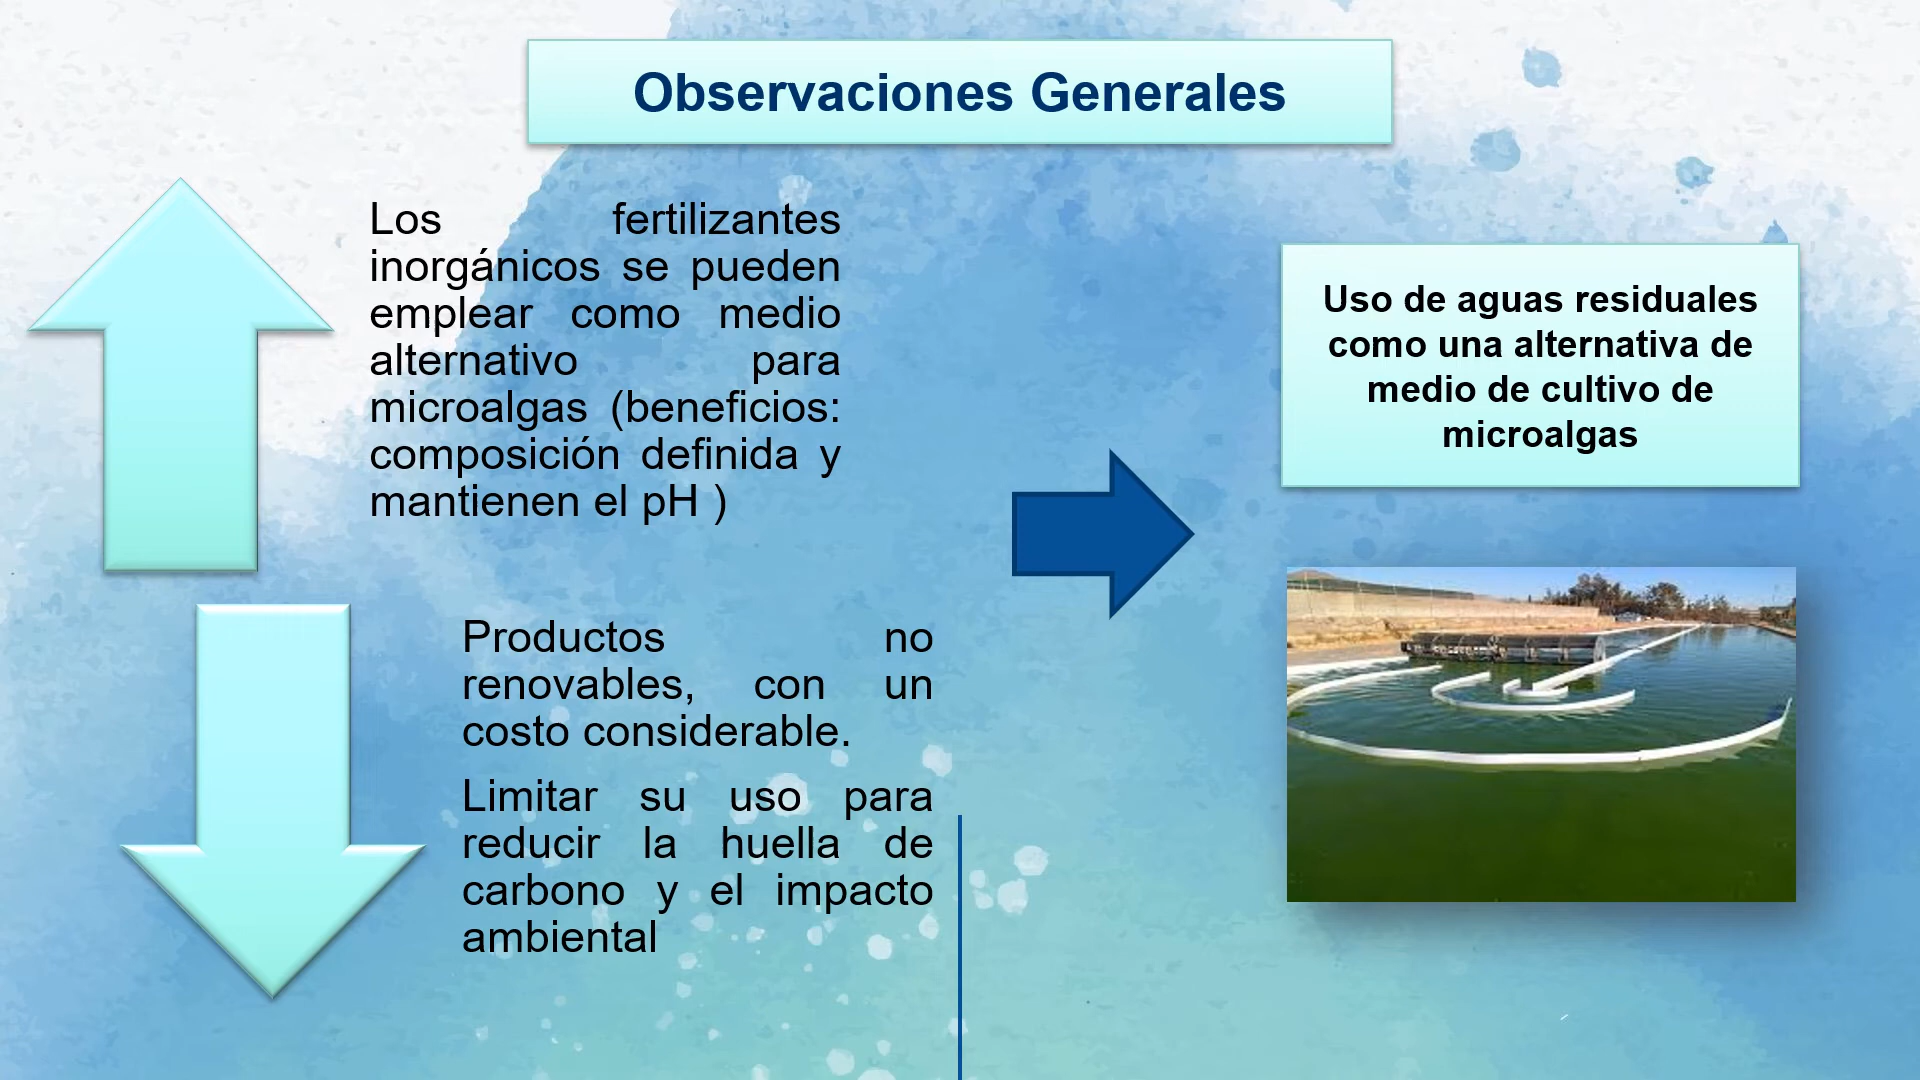 Observaciones Generales
Los fertilizantes
inorgánicos se pueden
emplear como medio
alternativo para
microalgas (beneficios:
composición definida y
mantienen el pH )
Productos no
renovables, con un
costo considerable.
Limitar su uso para
reducir la huella de
carbono y el impacto
ambiental
Uso de aguas residuales
como una alternativa de
medio de cultivo de
microalgas